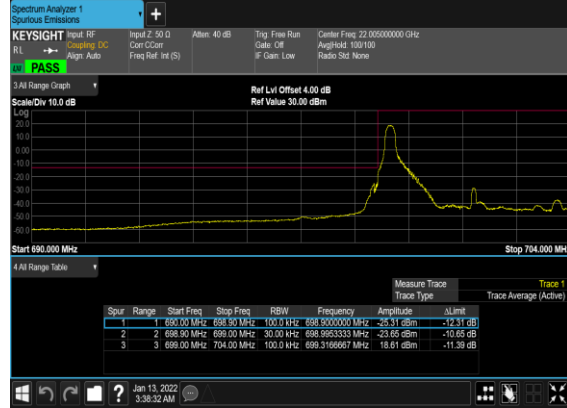 Spectrum Analyzer 1
Spurious Emissions
+
KEYSIGHT Input: RF Input Z: 50 Ω Atten: 40 dB Trig: Free Run Center Freq: 22.005000000 GHz
RL Coupling: DC Corr CCorr Gate: Off Avg|Hold: 100/100
Align: Auto Freq Ref: Int (S) IF Gain: Low Radio Std: None
LW PASS
3 All Range Graph Ref Lvl Offset 4.00 dB
Scale/Div 10.0 dB Ref Value 30.00 dBm
Log
20.0
10.0
0.00
-10.0
-20.0
-30.0
-40.0
-50.0
-60.0
Start 690.000 MHz Stop 704.000 MH
4 All Range Table
Measure Trace Trace 1
Trace Type Trace Average (Active)
Spur Range Start Freq Stop Freq RBW Frequency Amplitude ΔLimit
1 1 690.00 MHz 698.90 MHz 100.0 kHz 698.9000000 MHz -25.31 dBm -12.31 dB
2 2 698.90 MHz 699.00 MHz 30.00 kHz 698.9953333 MHz -23.65 dBm -10.65 dB
3 3 699.00 MHz 704.00 MHz 100.0 kHz 699.3166667 MHz 18.61 dBm -11.39 dB
? Jan 13, 2022
3:38:32 AM